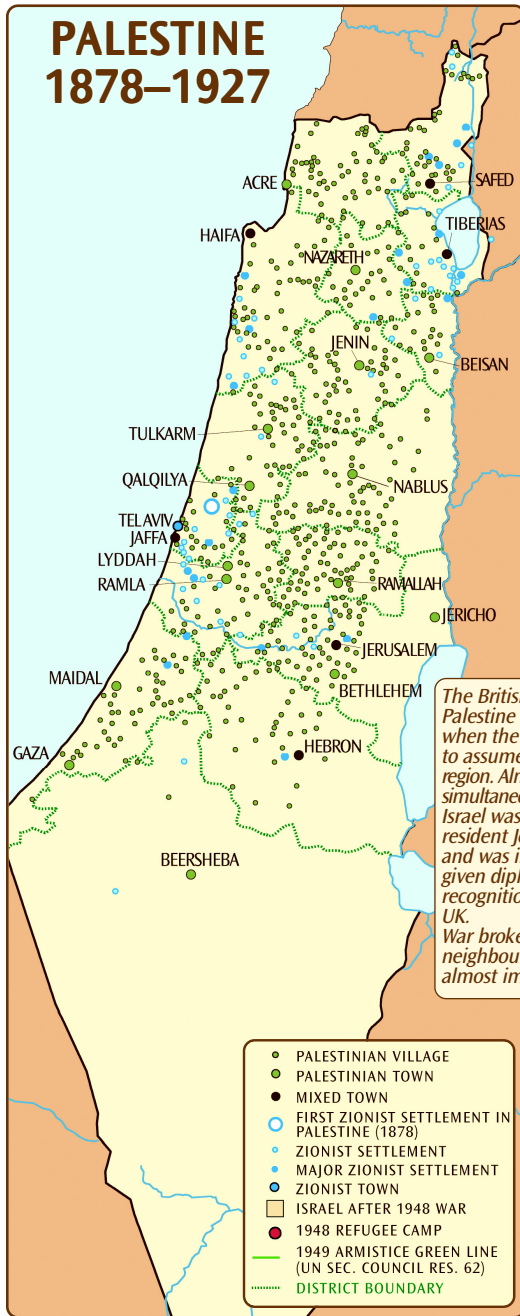 PALESTINE
1878–1927
ACRE
SAFED
HAIFA
TIBERIAS
NAZARETH
JENIN
BEISAN
TULKARM
QALQILYA
NABLUS
TEL AVIV
JAFFA
LYDDAH
RAMLA
RAMALLAH
JERICHO
JERUSALEM
MAIDAL
BETHLEHEM
GAZA
HEBRON
BEERSHEBA
The British
Palestine
when the
to assume
region. Al
simultane
Israel was
resident J
and was i
given dipl
recognitio
UK.
War broke
neighbou
almost im
PALESTINIAN VILLAGE
PALESTINIAN TOWN
MIXED TOWN
FIRST ZIONIST SETTLEMENT IN
PALESTINE (1878)
ZIONIST SETTLEMENT
MAJOR ZIONIST SETTLEMENT
ZIONIST TOWN
ISRAEL AFTER 1948 WAR
1948 REFUGEE CAMP
1949 ARMISTICE GREEN LINE
(UN SEC. COUNCIL RES. 62)
DISTRICT BOUNDARY